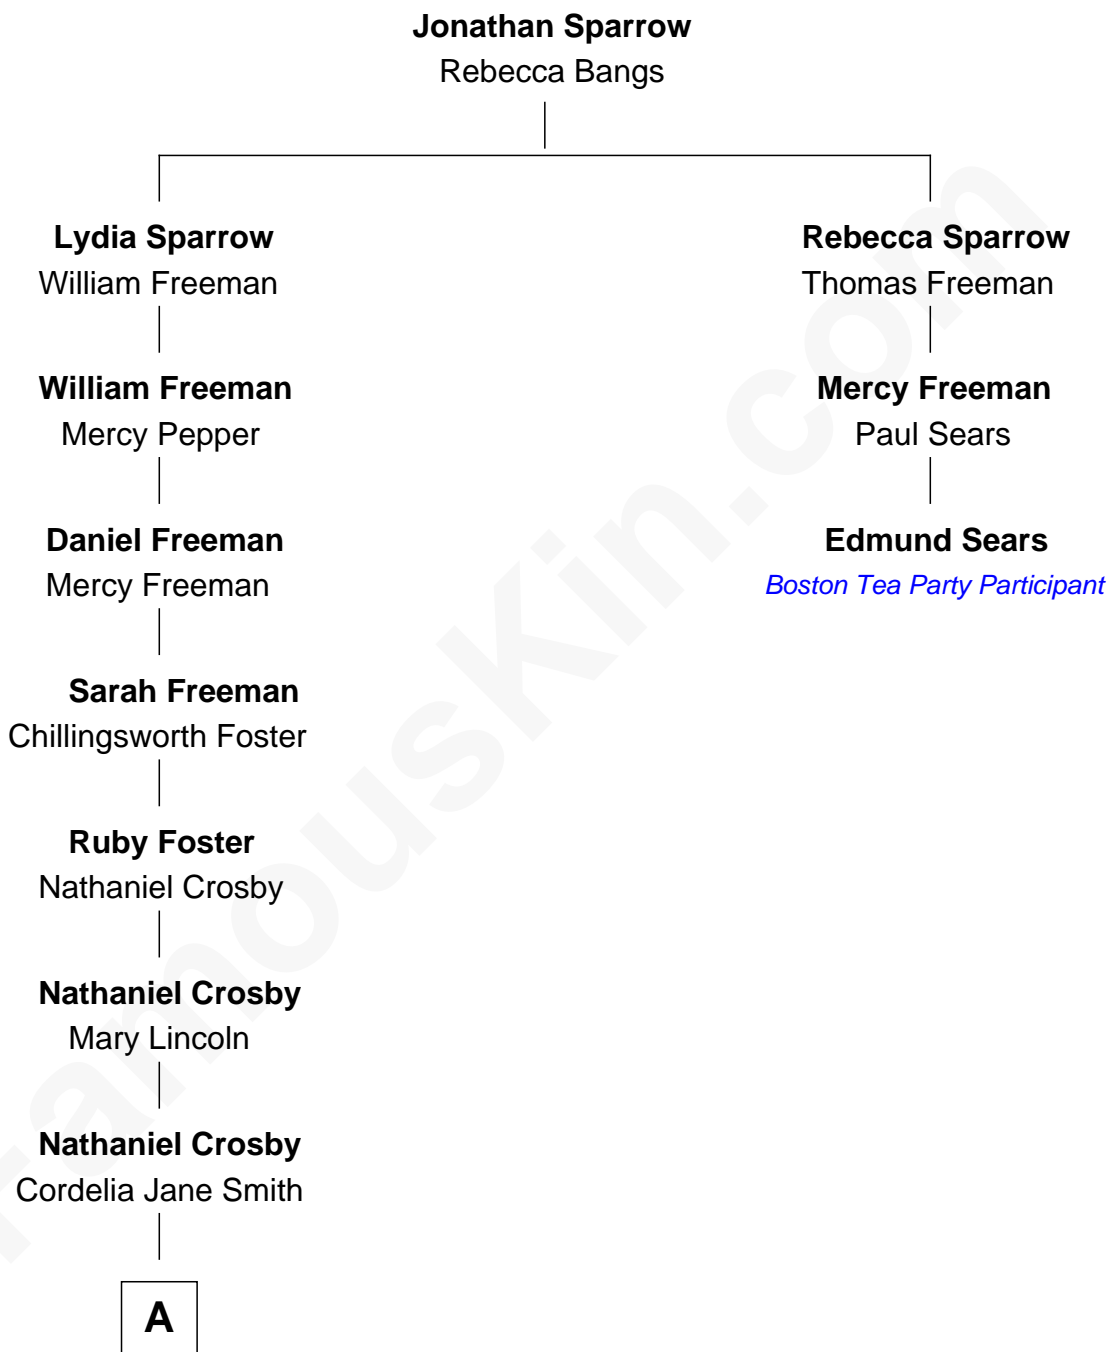 Jonathan Sparrow
Rebecca Bangs
Lydia Sparrow
William Freeman
Rebecca Sparrow
Thomas Freeman
William Freeman
Mercy Pepper
Mercy Freeman
Paul Sears
Daniel Freeman
Mercy Freeman
Edmund Sears
Boston Tea Party Participant
Sarah Freeman
Chillingsworth Foster
Ruby Foster
Nathaniel Crosby
Nathaniel Crosby
Mary Lincoln
Nathaniel Crosby
Cordelia Jane Smith
A
FamousKin.com